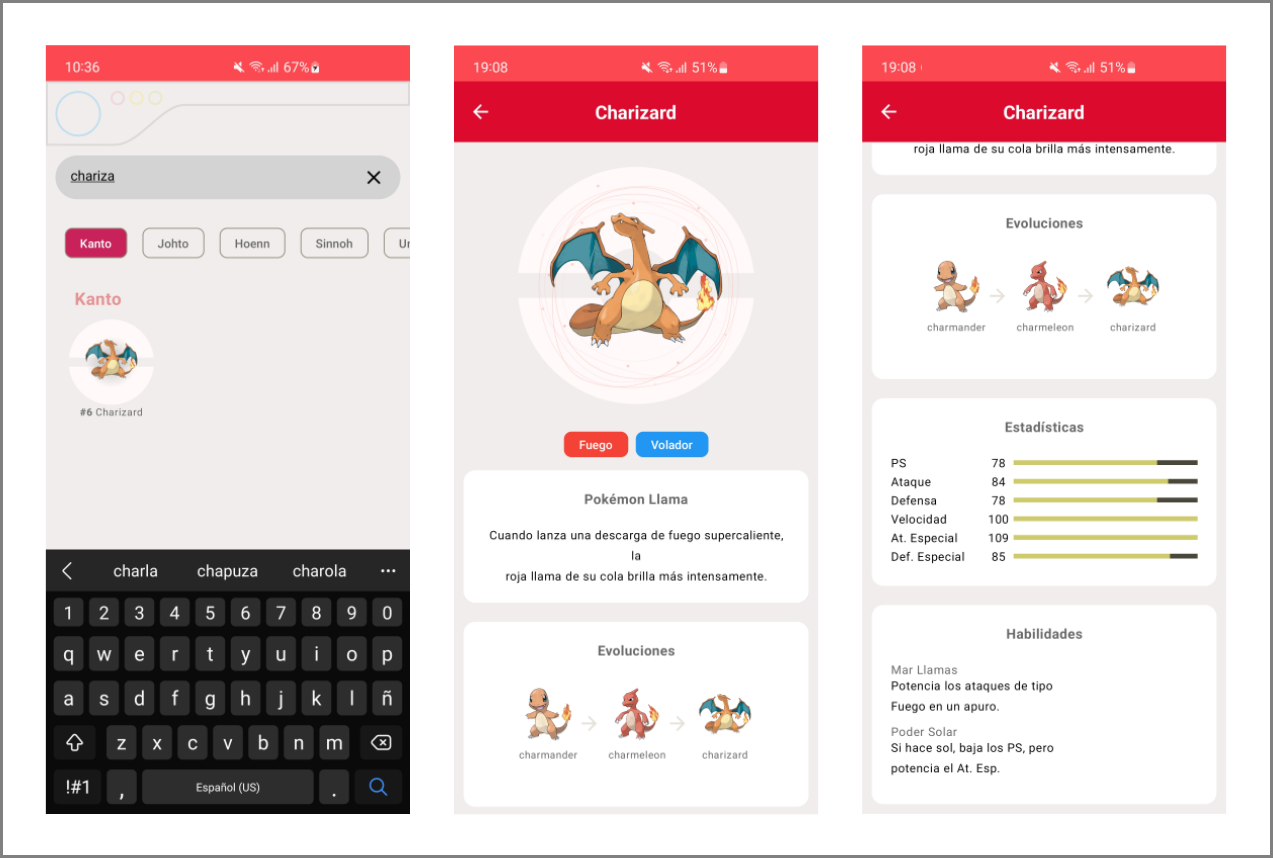 10:36
67%
chariza
Kanto
Johto
Hoenn
Sinnoh
Kanto
#6 Charizard
charla
chapuza
charola
1 2 3 4 5 6 7 8 9 0
q w e r t y u i o p
a s d f g h j k l ñ
z x c v b n m
!#1 , Español (US) .
19:08
51%
Charizard
Fuego
Volador
Pokémon Llama
Cuando lanza una descarga de fuego supercaliente,
la
roja llama de su cola brilla más intensamente.
Evoluciones
charmander
charmeleon
charizard
19:08
51%
Charizard
roja llama de su cola brilla más intensamente.
Evoluciones
charmander
charmeleon
charizard
Estadísticas
PS 78
Ataque 84
Defensa 78
Velocidad 100
At. Especial 109
Def. Especial 85
Habilidades
Mar Llamas
Potencia los ataques de tipo
Fuego en un apuro.
Poder Solar
Si hace sol, baja los PS, pero
potencia el At. Esp.